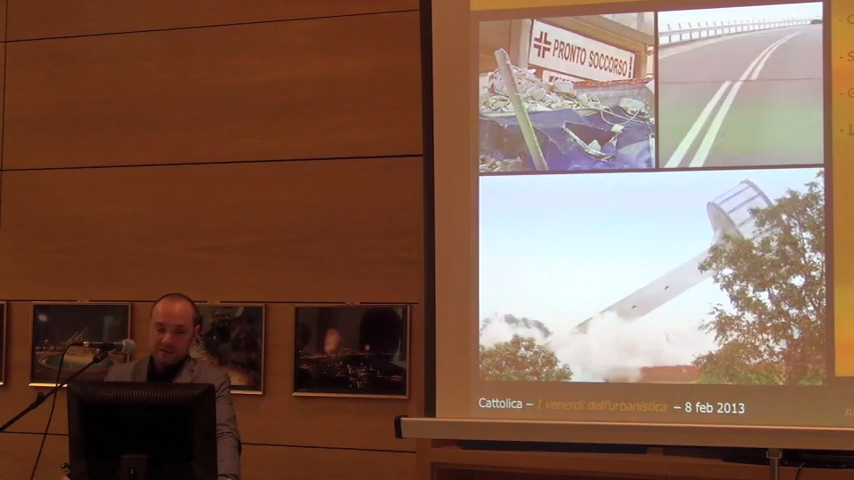 PRONTO SOCCORSO
Cattolica – I venerdì dell'urbanistica – 8 feb 2013